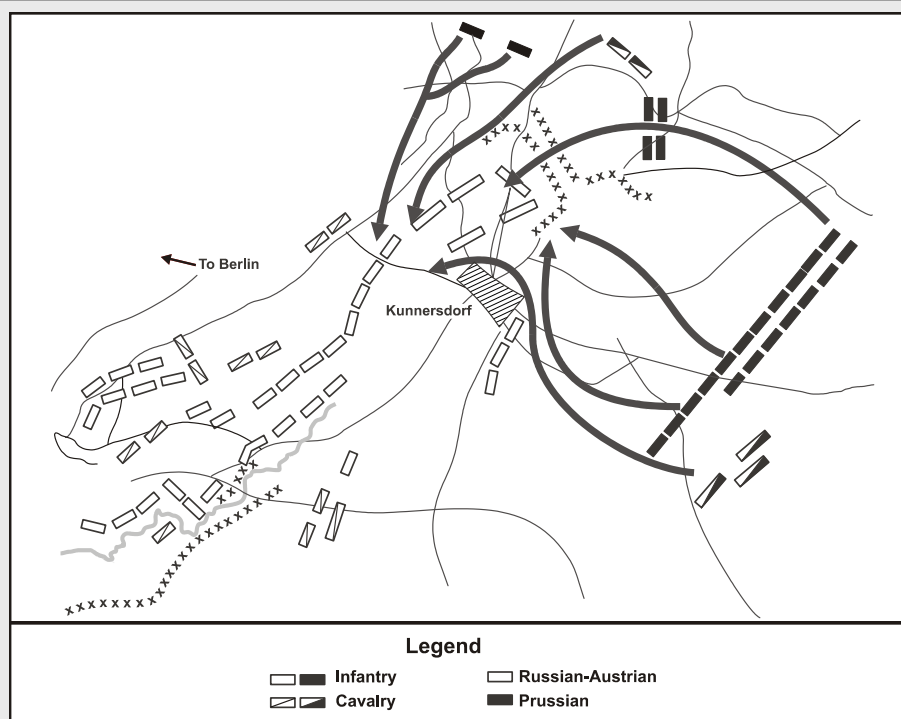 To Berlin
Kunnersdorf
Legend
Infantry
Russian-Austrian
Cavalry
Prussian